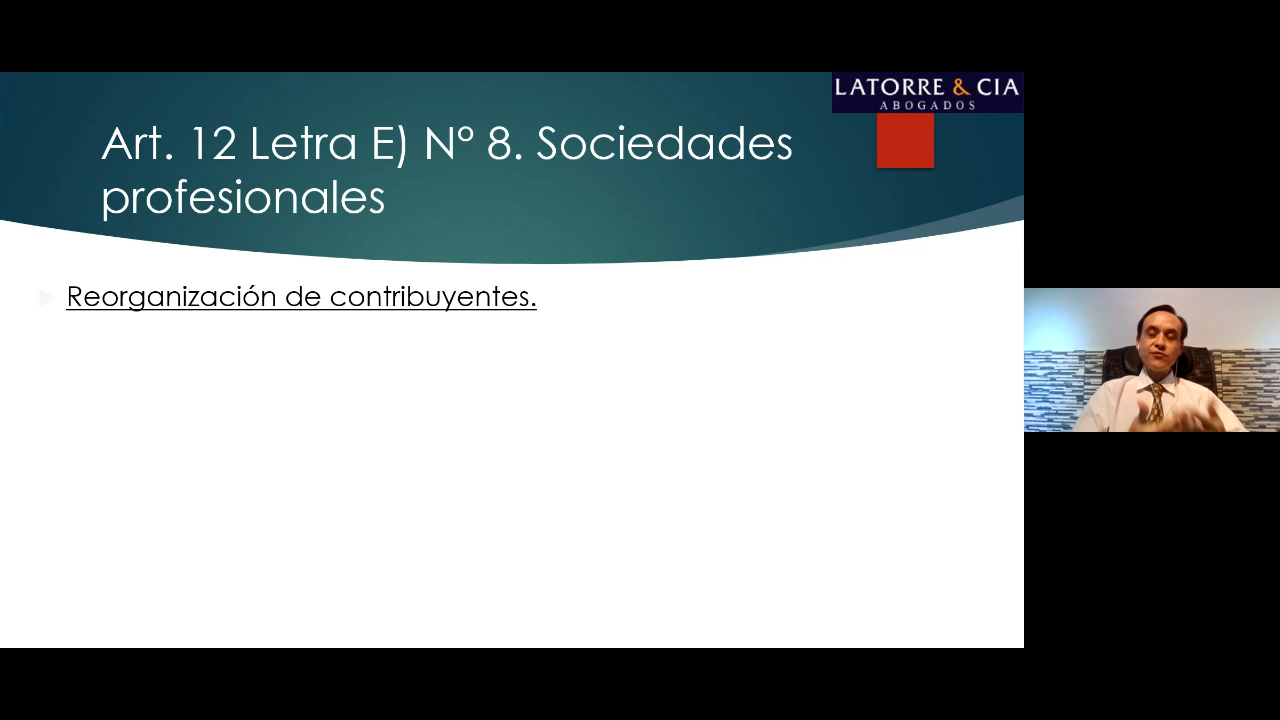 LATORRE & CIA
ABOGADOS
Art. 12 Letra E) N° 8. Sociedades
profesionales
Reorganización de contribuyentes.